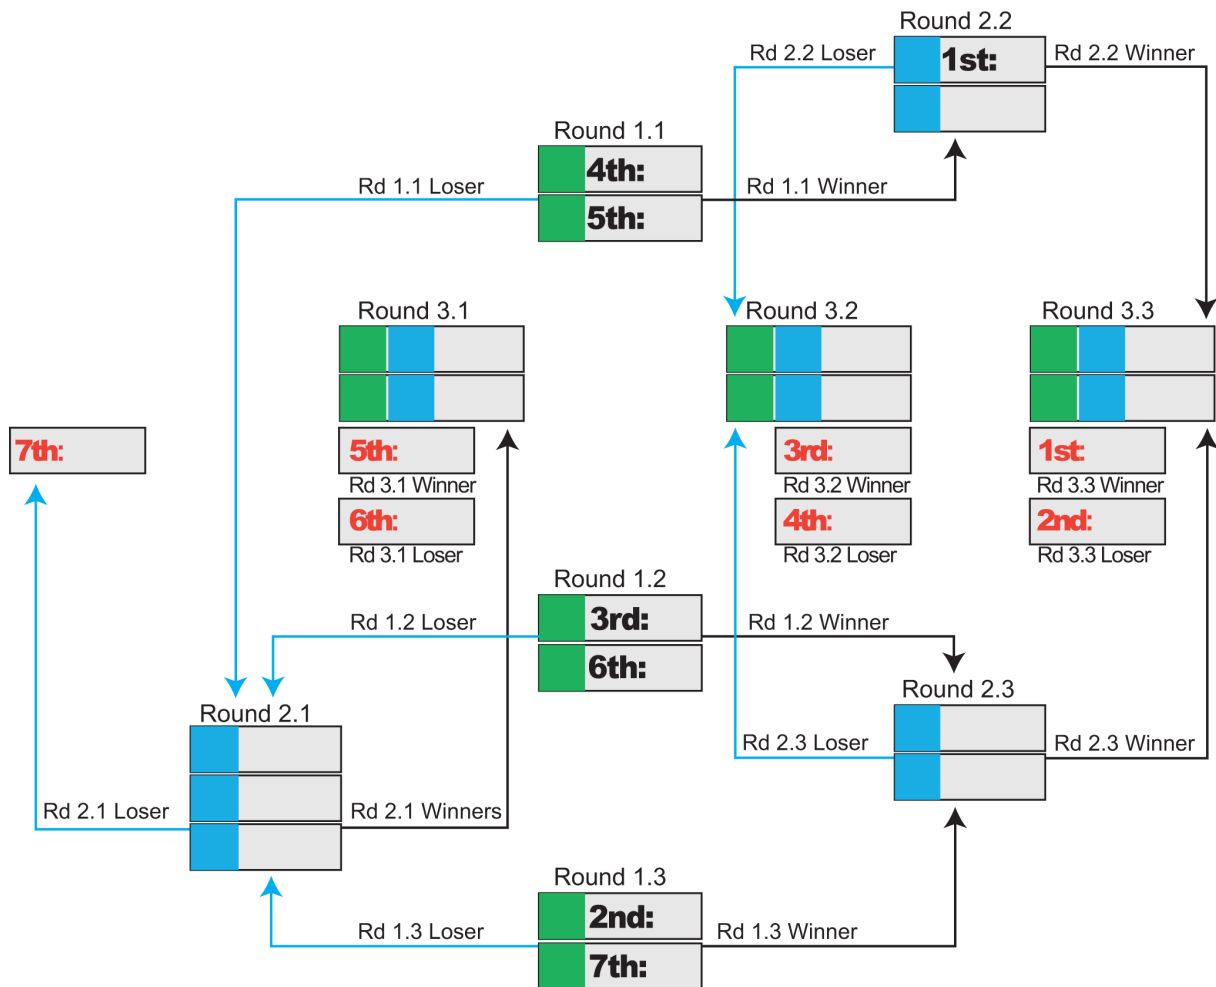 Round 2.2
Rd 2.2 Loser
1st:
Rd 2.2 Winner
Round 1.1
4th:
Rd 1.1 Loser
Rd 1.1 Winner
5th:
Round 3.1
Round 3.2
Round 3.3
7th:
5th:
3rd:
1st:
Rd 3.1 Winner
Rd 3.2 Winner
Rd 3.3 Winner
6th:
4th:
2nd:
Rd 3.1 Loser
Rd 3.2 Loser
Rd 3.3 Loser
Round 1.2
Rd 1.2 Loser
3rd:
Rd 1.2 Winner
6th:
Round 2.3
Round 2.1
Rd 2.3 Loser
Rd 2.3 Winner
Rd 2.1 Loser
Rd 2.1 Winners
Round 1.3
2nd:
Rd 1.3 Loser
Rd 1.3 Winner
7th: